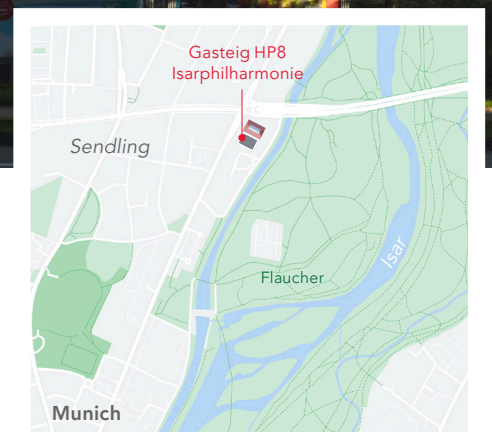 Gasteig HP8
Isarphilharmonie
Sendling
Isar
Flaucher
Munich